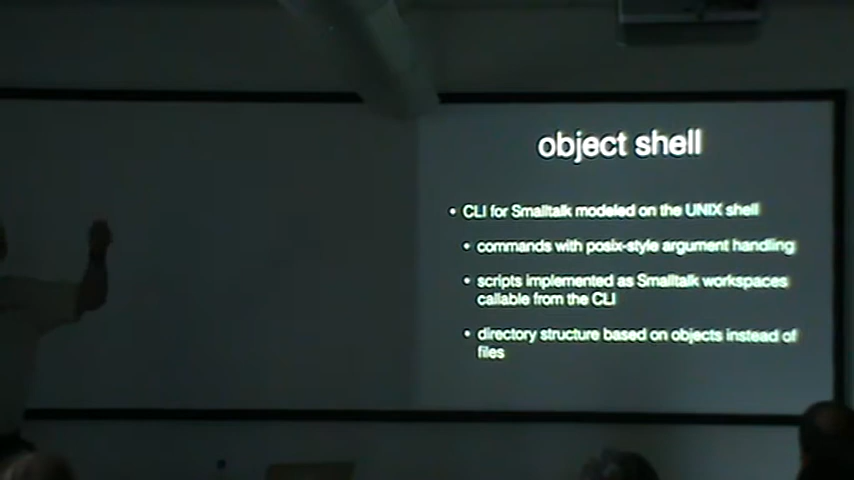 object shell
• CLI for Smalltalk modeled on the UNIX shell
• commands with posix-style argument handling
• scripts implemented as Smalltalk workspaces
callable from the CLI
• directory structure based on objects instead of
files